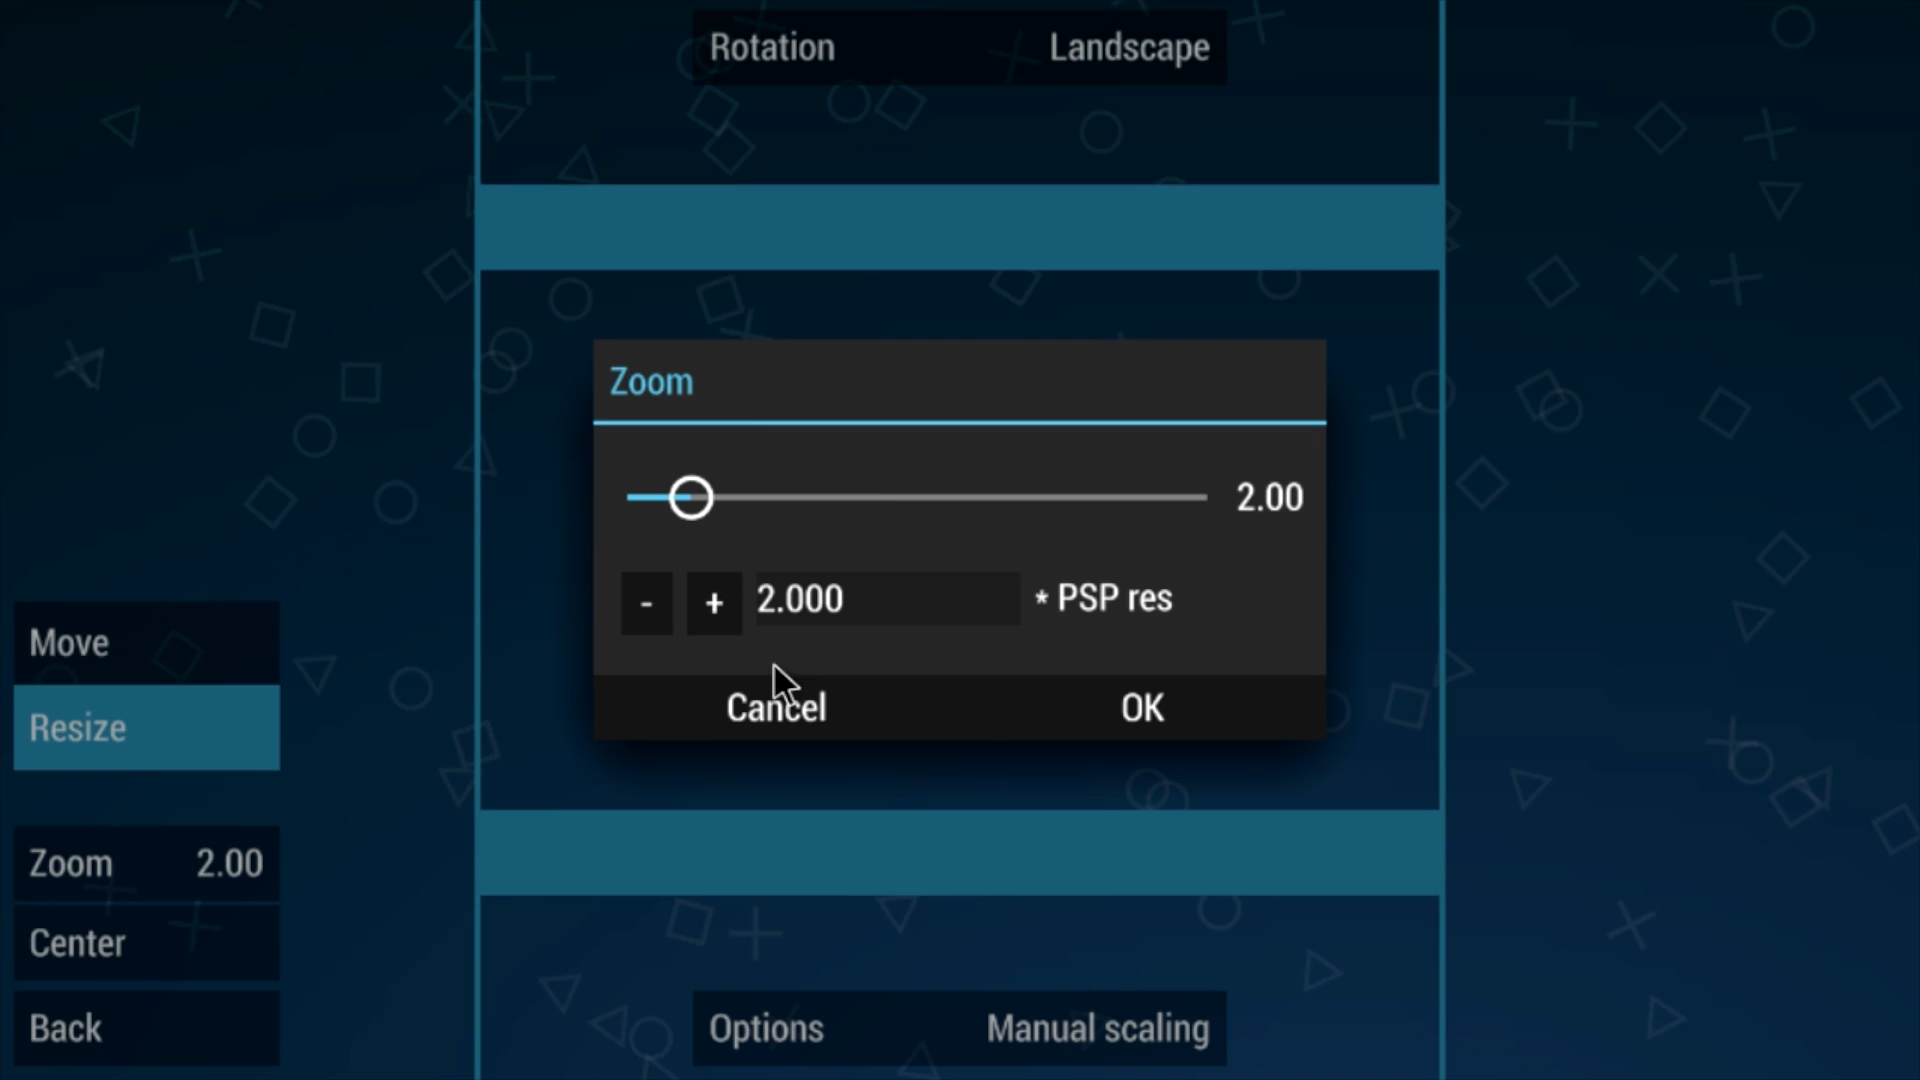 Rotation Landscape
Zoom
2.00
- + 2.000 * PSP res
Cancel OK
Move
Resize
Zoom 2.00
Center
Back
Options Manual scaling